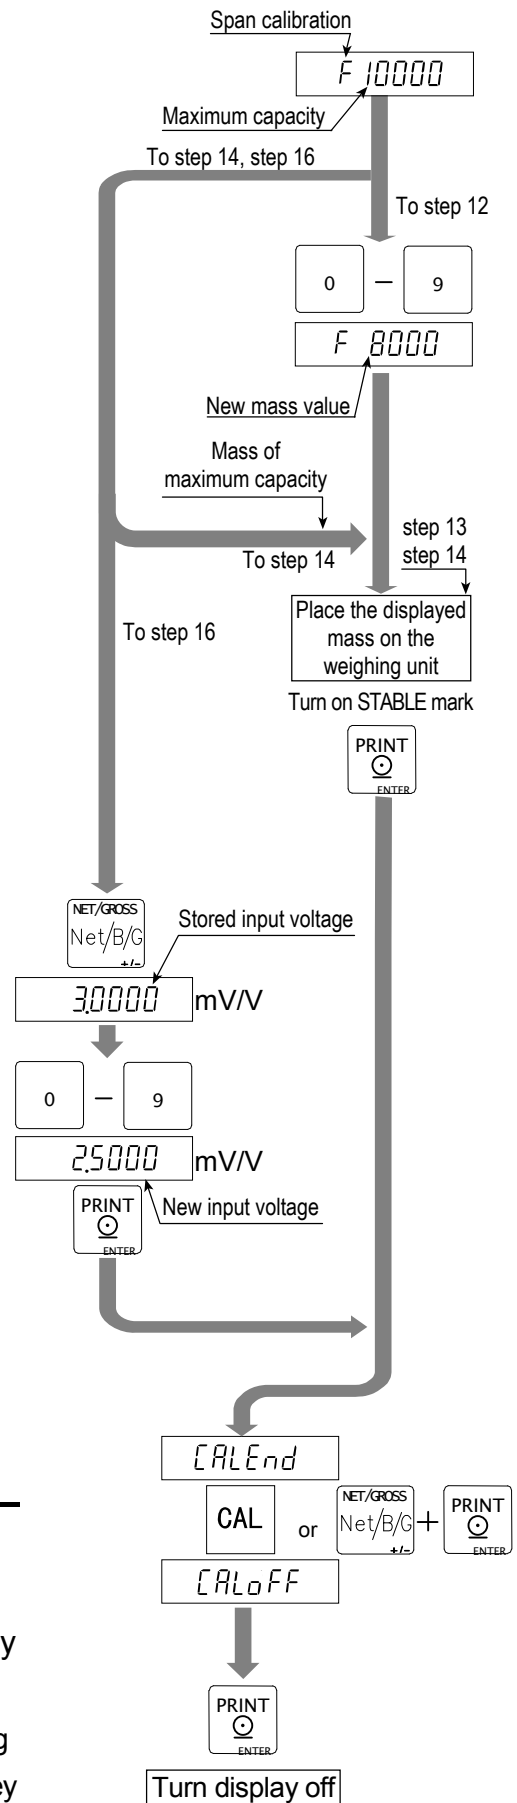 Span calibration
F 10000
Maximum capacity
To step 14, step 16
To step 12
0 – 9
F 8000
New mass value
Mass of
maximum capacity
step 13
step 14
To step 14
Place the displayed
mass on the
weighing unit
To step 16
Turn on STABLE mark
PRINT
ENTER
NET/GROSS
Net/B/G
+/-
Stored input voltage
3.0000 mV/V
0 – 9
2.5000 mV/V
New input voltage
PRINT
ENTER
CALEnd
CAL or NET/GROSS Net/B/G +/- + PRINT ENTER
CALoFF
y
PRINT
ENTER
g
ey
Turn display off